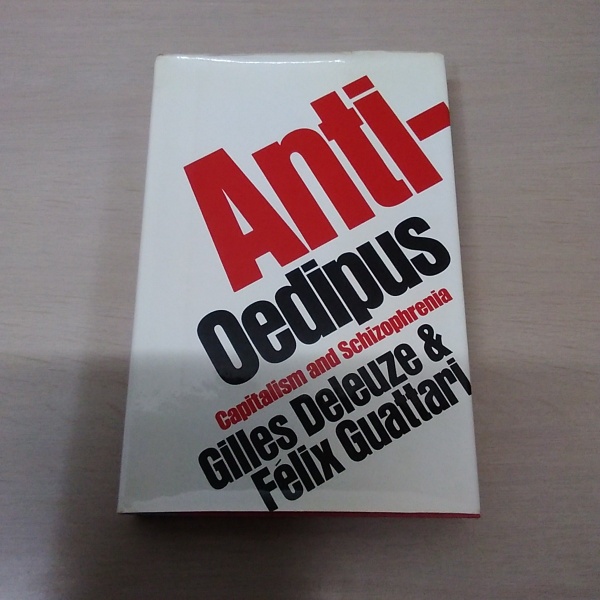 Anti-
Oedipus
Capitalism and Schizophrenia
Gilles Deleuze &
Félix Guattari